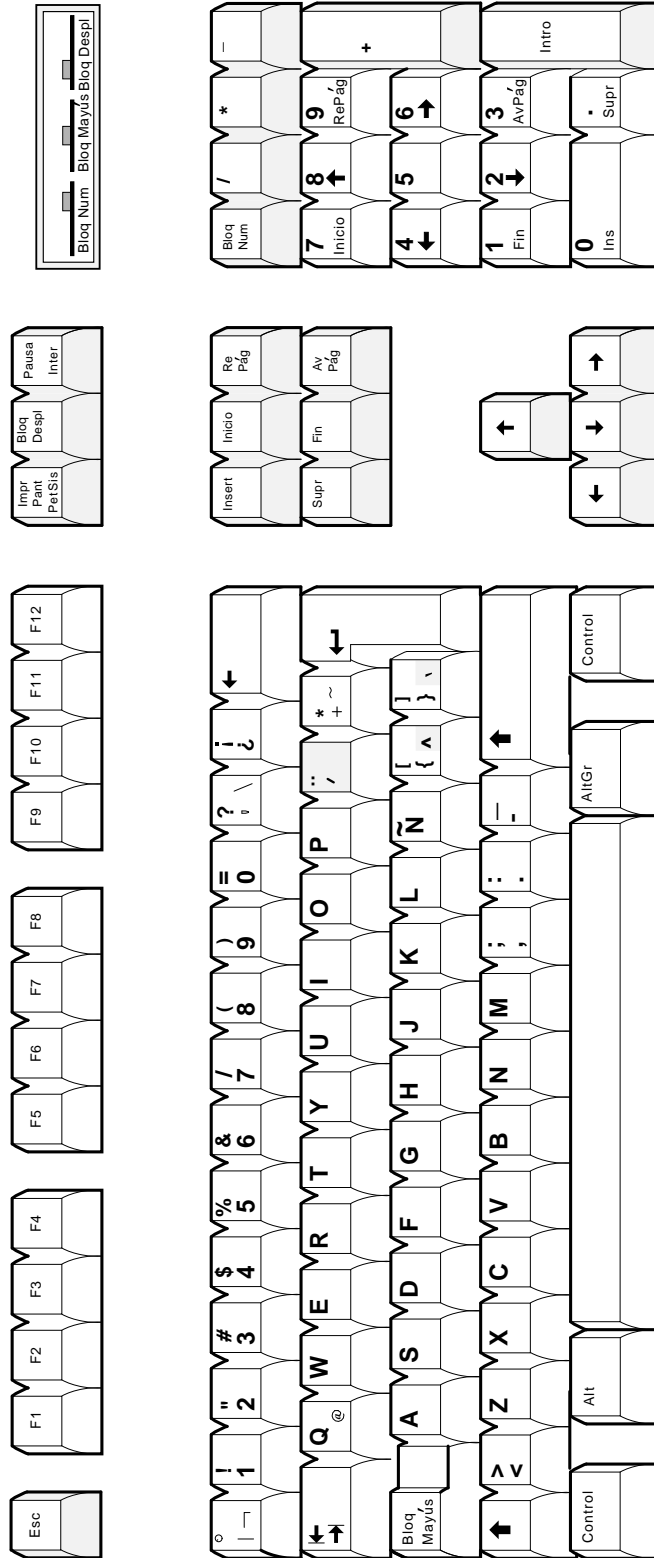 Esc F1 F2 F3 F4 F5 F6 F7 F8 F9 F10 F11 F12
Impr
Pant
PetSis
Bloq
Despl
Pausa
Inter
Bloq Num Bloq Mayús Bloq Despl
° ! " # $ % & / ( ) = ? ¡ ←
| ¬ 1 2 3 4 5 6 7 8 9 0 ' \ ¿
Insert Inicio Re
Pág
Bloq
Num
/ * −
Q W E R T Y U I O P ¨ *
@ ´ + ~
Supr Fin Av
Pág
7 8 9 +
Inicio ↑ RePág
Bloq
Mayús
A S D F G H J K L Ñ [ ]
{ ^ } `
4 5 6
← →
> Z X C V B N M ; : _
< , . -
↑
1 2 3 Intro
Fin ↓ AvPág
Control Alt AltGr Control
← ↓ →
0 .
Ins Supr